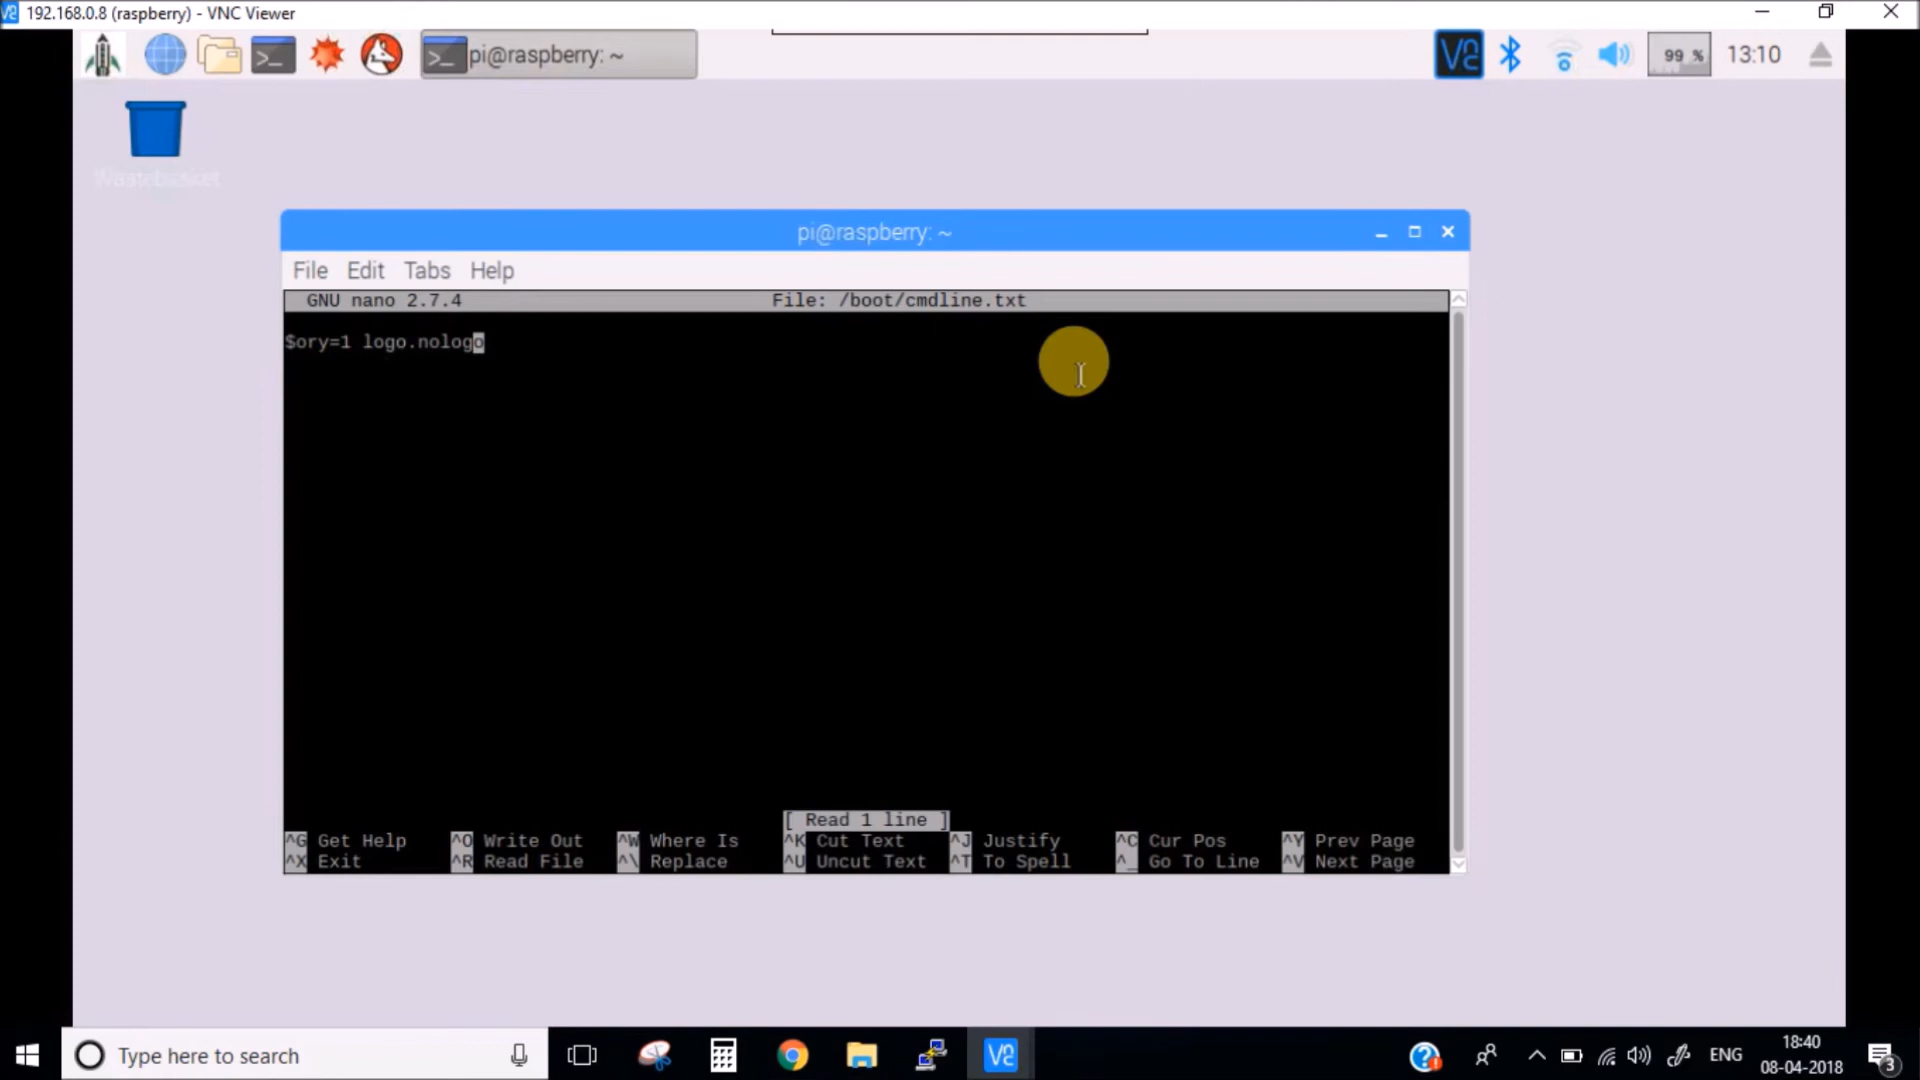 192.168.0.8 (raspberry) - VNC Viewer
pi@raspberry: ~
99 %
13:10
Wastebasket
pi@raspberry: ~
File Edit Tabs Help
GNU nano 2.7.4 File: /boot/cmdline.txt
$ory=1 logo.nologo
[ Read 1 line ]
^G Get Help ^O Write Out ^W Where Is ^K Cut Text ^J Justify ^C Cur Pos ^Y Prev Page
^X Exit ^R Read File ^\ Replace ^U Uncut Text ^T To Spell ^_ Go To Line ^V Next Page
Type here to search
ENG
18:40
08-04-2018
3